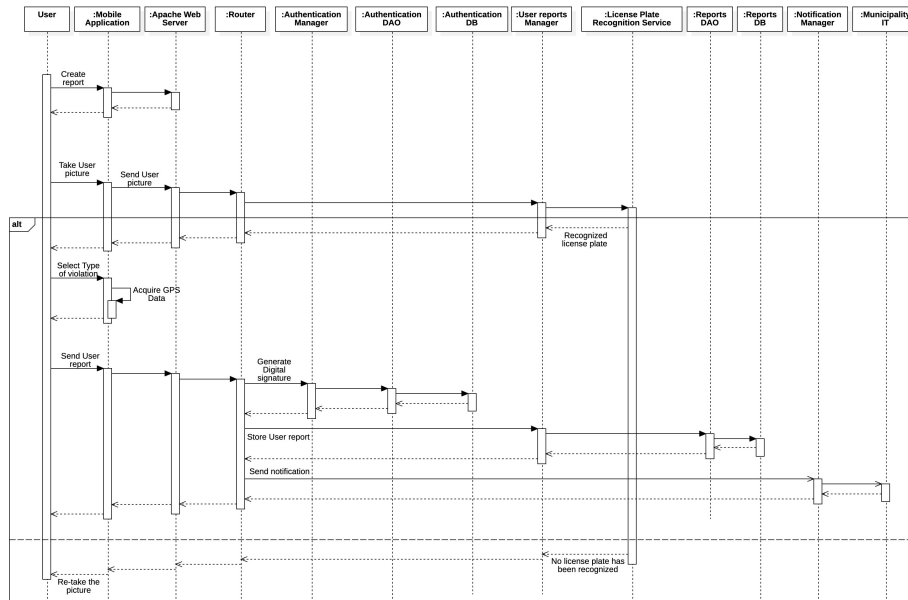 User
:Mobile
Application
:Apache Web
Server
:Router
:Authentication
Manager
:Authentication
DAO
:Authentication
DB
:User reports
Manager
:License Plate
Recognition Service
:Reports
DAO
:Reports
DB
:Notification
Manager
:Municipality
IT
Create
report
Take User
picture
Send User
picture
alt
Recognized
license plate
Select Type
of violation
Acquire GPS
Data
Send User
report
Generate
Digital
signature
Store User report
Send notification
No license plate has
been recognized
Re-take the
picture